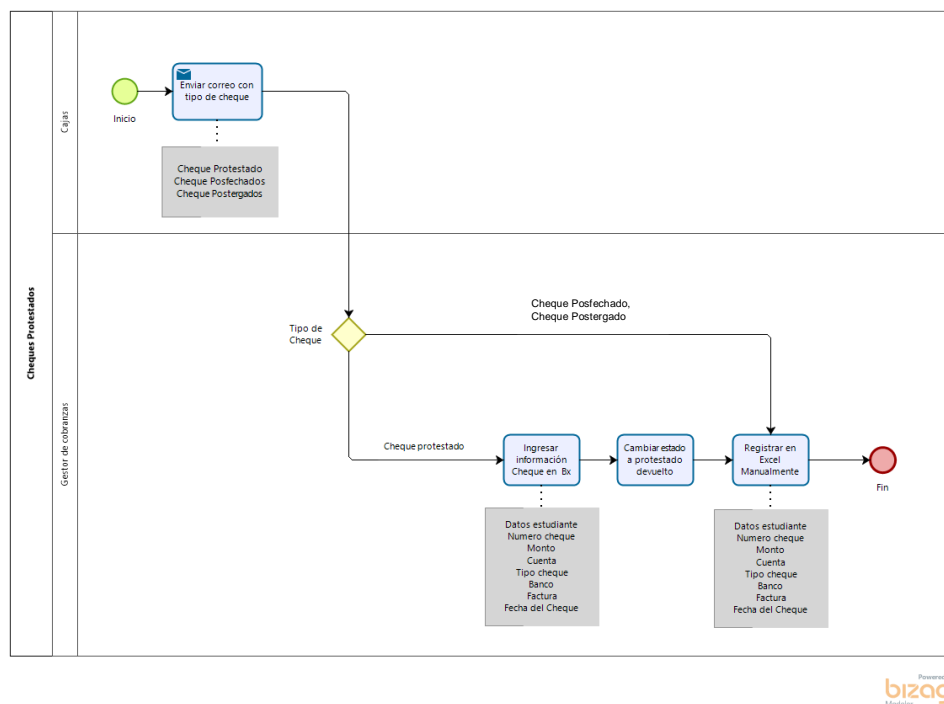 Cheques Protestados
Cajas
Inicio
Enviar correo con
tipo de cheque
Cheque Protestado
Cheque Posfechados
Cheque Postergados
Gestor de cobranzas
Tipo de
Cheque
Cheque Posfechado,
Cheque Postergado
Cheque protestado
Ingresar
información
Cheque en Bx
Cambiar estado
a protestado
devuelto
Registrar en
Excel
Manualmente
Fin
Datos estudiante
Numero cheque
Monto
Cuenta
Tipo cheque
Banco
Factura
Fecha del Cheque
Datos estudiante
Numero cheque
Monto
Cuenta
Tipo cheque
Banco
Factura
Fecha del Cheque
Powered
bizag
Modeler